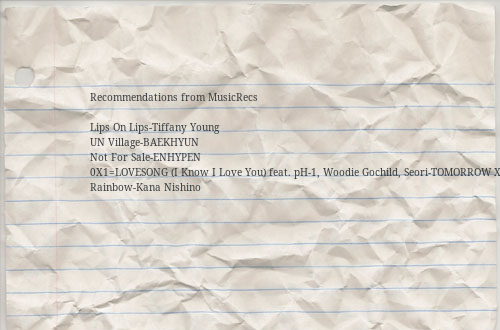 Recommendations from MusicRecs
Lips On Lips-Tiffany Young
UN Village-BAEKHYUN
Not For Sale-ENHYPEN
0X1=LOVESONG (I Know I Love You) feat. pH-1, Woodie Gochild, Seori-TOMORROW X
Rainbow-Kana Nishino